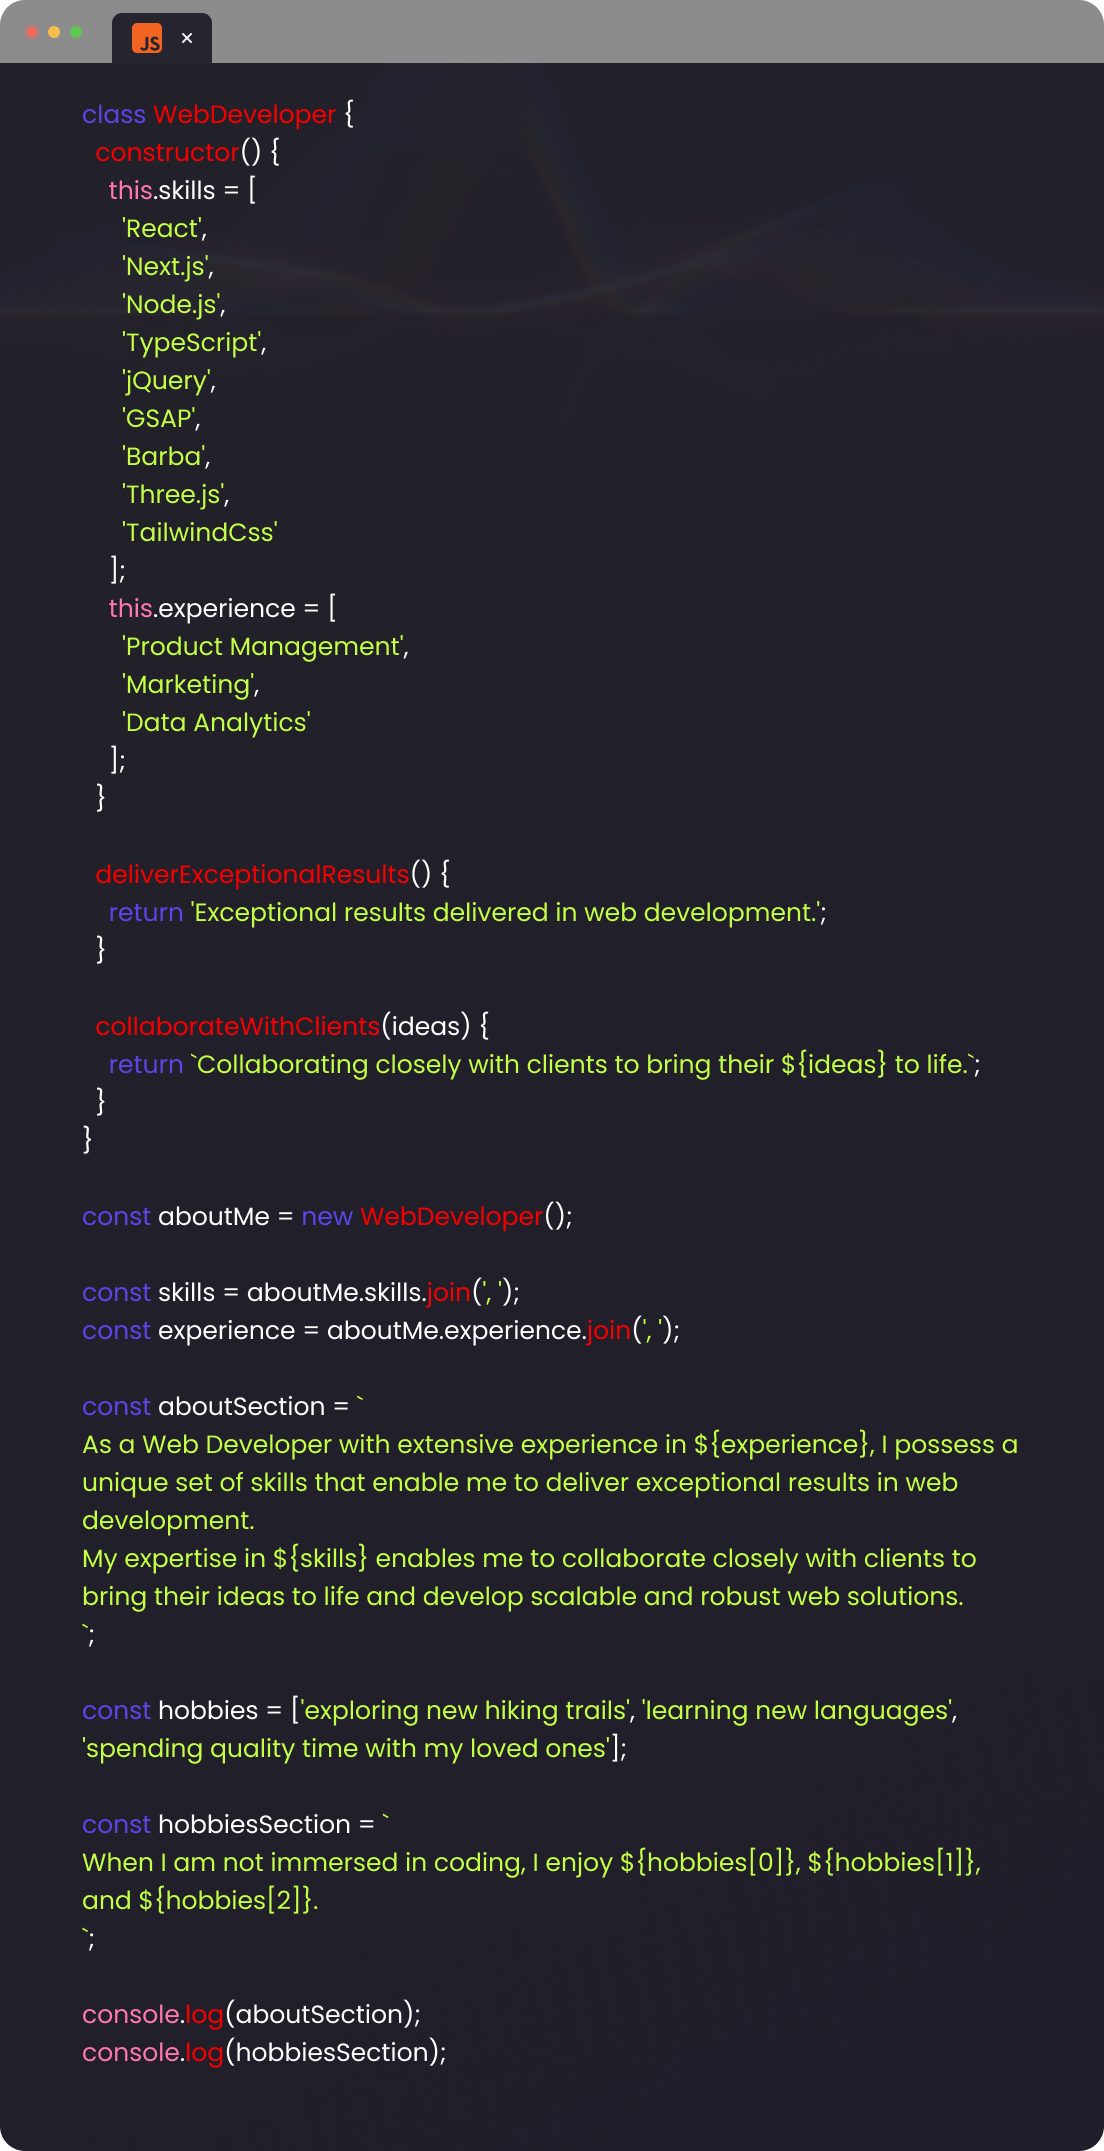 JS ×
class WebDeveloper {
  constructor() {
    this.skills = [
      'React',
      'Next.js',
      'Node.js',
      'TypeScript',
      'jQuery',
      'GSAP',
      'Barba',
      'Three.js',
      'TailwindCss'
    ];
    this.experience = [
      'Product Management',
      'Marketing',
      'Data Analytics'
    ];
  }

  deliverExceptionalResults() {
    return 'Exceptional results delivered in web development.';
  }

  collaborateWithClients(ideas) {
    return `Collaborating closely with clients to bring their ${ideas} to life.`;
  }
}

const aboutMe = new WebDeveloper();

const skills = aboutMe.skills.join(', ');
const experience = aboutMe.experience.join(', ');

const aboutSection = `
As a Web Developer with extensive experience in ${experience}, I possess a
unique set of skills that enable me to deliver exceptional results in web
development.
My expertise in ${skills} enables me to collaborate closely with clients to
bring their ideas to life and develop scalable and robust web solutions.
`;

const hobbies = ['exploring new hiking trails', 'learning new languages',
'spending quality time with my loved ones'];

const hobbiesSection = `
When I am not immersed in coding, I enjoy ${hobbies[0]}, ${hobbies[1]},
and ${hobbies[2]}.
`;

console.log(aboutSection);
console.log(hobbiesSection);